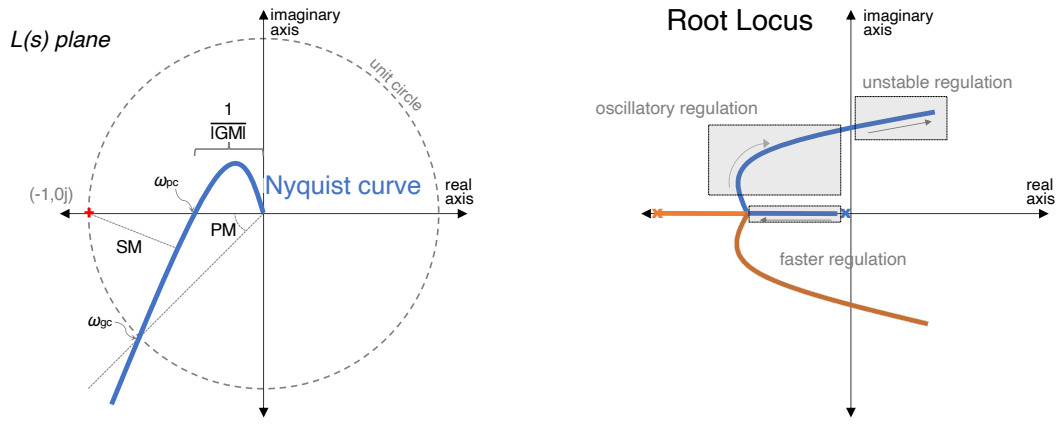 L(s) plane
imaginary
axis
unit circle
1
|GM|
Nyquist curve
ωpc
(-1,0j)
real
axis
SM
PM
ωgc
Root Locus
imaginary
axis
unstable regulation
oscillatory regulation
real
axis
faster regulation